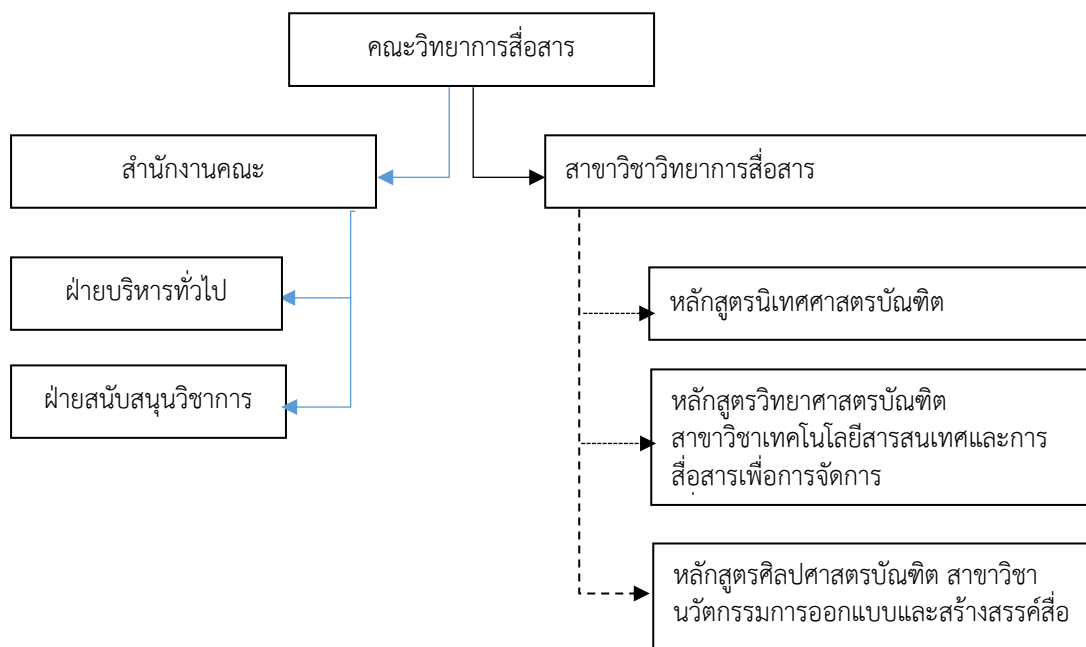 คณะวิทยาการสื่อสาร
สำนักงานคณะ
สาขาวิชาวิทยาการสื่อสาร
ฝ่ายบริหารทั่วไป
หลักสูตรนิเทศศาสตรบัณฑิต
ฝ่ายสนับสนุนวิชาการ
หลักสูตรวิทยาศาสตรบัณฑิต
สาขาวิชาเทคโนโลยีสารสนเทศและการ
สื่อสารเพื่อการจัดการ
หลักสูตรศิลปศาสตรบัณฑิต สาขาวิชา
นวัตกรรมการออกแบบและสร้างสรรค์สื่อ